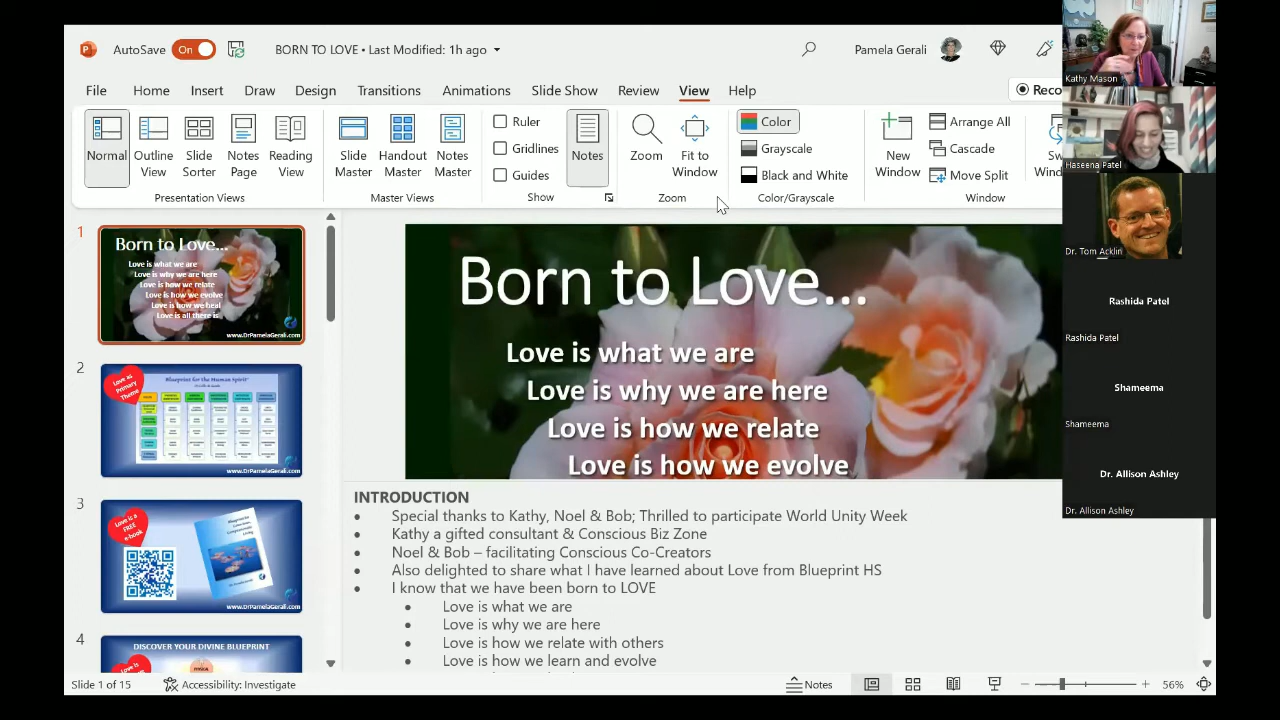 AutoSave On BORN TO LOVE • Last Modified: 1h ago Pamela Gerali
File Home Insert Draw Design Transitions Animations Slide Show Review View Help Reco
Normal Outline View Slide Sorter Notes Page Reading View
Presentation Views
Slide Master Handout Master Notes Master
Master Views
Ruler
Gridlines
Guides
Show
Notes
Zoom Fit to Window
Zoom
Color
Grayscale
Black and White
Color/Grayscale
New Window
Arrange All
Cascade
Move Split
Window
Kathy Mason
Haseena Patel
Dr. Tom Acklin
Rashida Patel
Rashida Patel
Shameema
Shameema
Dr. Allison Ashley
Dr. Allison Ashley
1
Born to Love...
Love is what we are
Love is why we are here
Love is how we relate
Love is how we evolve
Love is how we heal
Love is all there is
www.DrPamelaGerali.com
2
Love as
Primary
Theme
Blueprint for the Human Spirit
www.DrPamelaGerali.com
3
Love is a
FREE
e-book
www.DrPamelaGerali.com
4
DISCOVER YOUR DIVINE BLUEPRINT
Born to Love...
Love is what we are
Love is why we are here
Love is how we relate
Love is how we evolve
INTRODUCTION
• Special thanks to Kathy, Noel & Bob; Thrilled to participate World Unity Week
• Kathy a gifted consultant & Conscious Biz Zone
• Noel & Bob – facilitating Conscious Co-Creators
• Also delighted to share what I have learned about Love from Blueprint HS
• I know that we have been born to LOVE
• Love is what we are
• Love is why we are here
• Love is how we relate with others
• Love is how we learn and evolve
Slide 1 of 15 Accessibility: Investigate Notes 56%